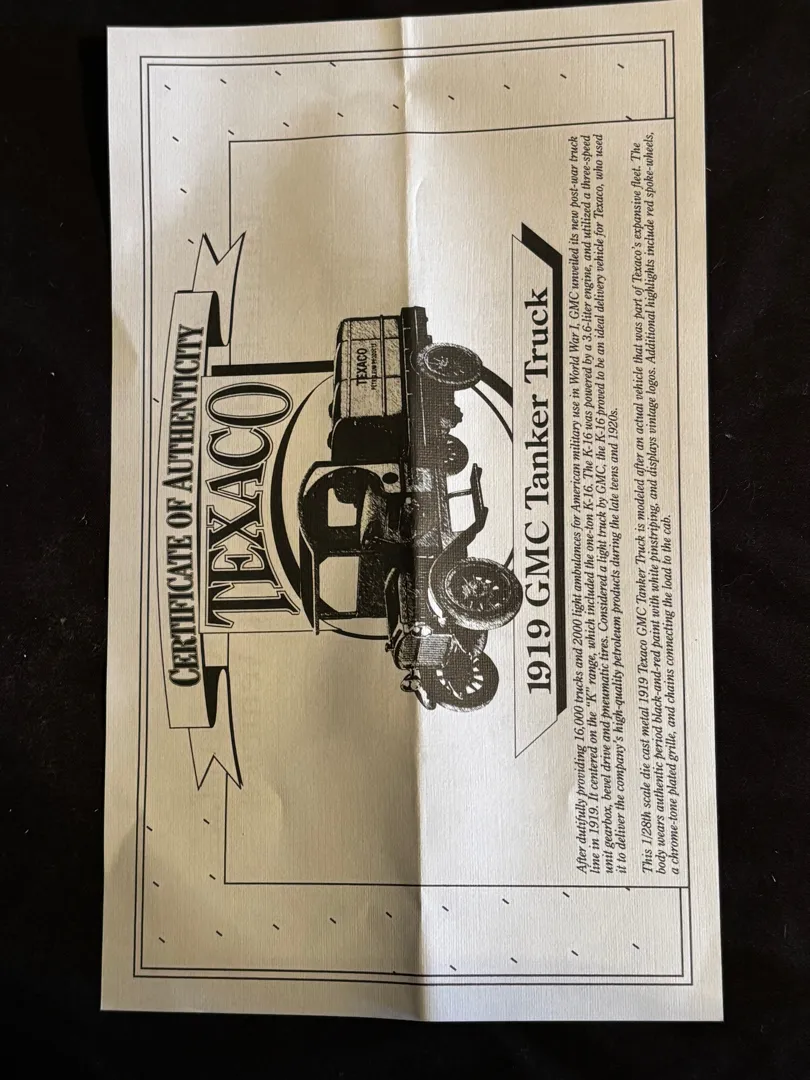 CERTIFICATE OF AUTHENTICITY
TEXACO
TEXACO
1919 GMC Tanker Truck
After dutifully providing 16,000 trucks and 2000 light ambulances for American military use in World War I, GMC unveiled its new post-war truck
line in 1919. It centered on the "K" range, which included the one-ton K-16. The K-16 was powered by a 3.6-liter engine, and utilized a three-speed
unit gearbox, bevel drive and pneumatic tires. Considered a light truck by GMC, the K-16 proved to be an ideal delivery vehicle for Texaco, who used
it to deliver the company's high-quality petroleum products during the late teens and 1920s.
This 1/28th scale die cast metal 1919 Texaco GMC Tanker Truck is modeled after an actual vehicle that was part of Texaco's expansive fleet. The
body wears authentic period black-and-red paint with white pinstriping, and displays vintage logos. Additional highlights include red spoke-wheels,
a chrome-tone plated grille, and chains connecting the load to the cab.